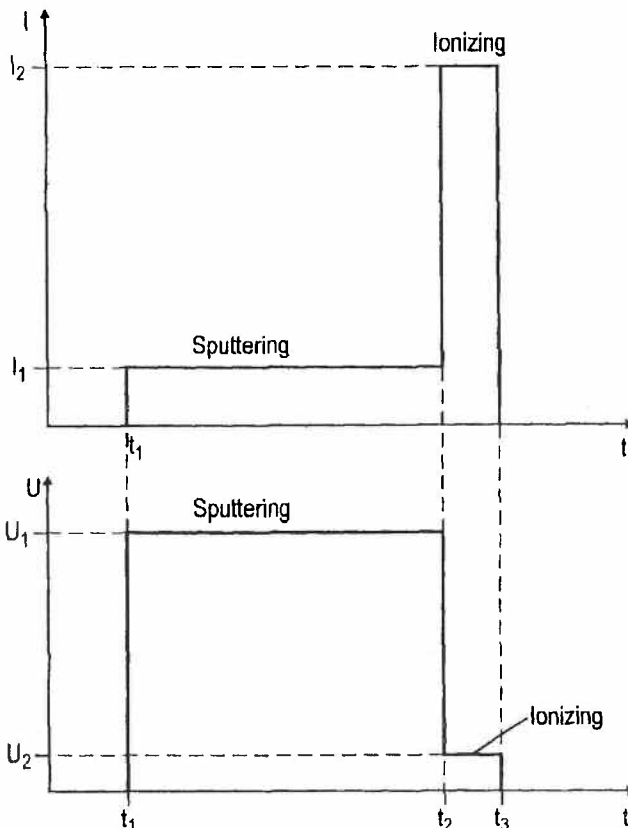 I
Ionizing
I₂
Sputtering
I₁
t₁ t
U
Sputtering
U₁
Ionizing
U₂
t₁ t₂ t₃ t